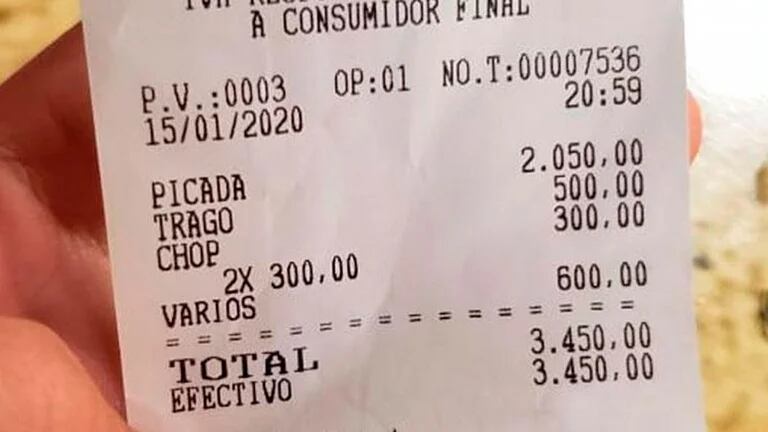 A CONSUMIDOR FINAL
P.V.:0003 OP:01 NO.T:00007536
15/01/2020 20:59
PICADA 2.050,00
TRAGO 500,00
CHOP 300,00
2X 300,00
VARIOS 600,00
= = = = = = = = = = = = = = = = =
TOTAL 3.450,00
EFECTIVO 3.450,00